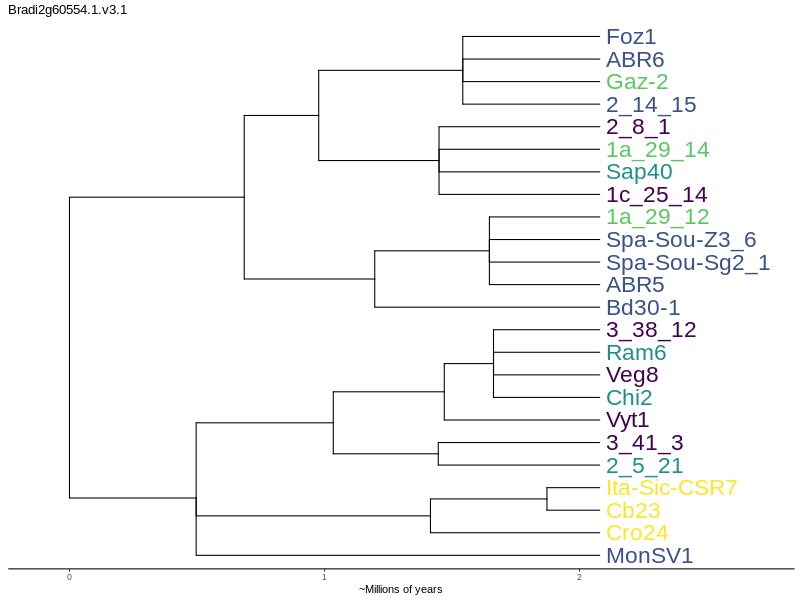 Bradi2g60554.1.v3.1
Foz1
ABR6
Gaz-2
2_14_15
2_8_1
1a_29_14
Sap40
1c_25_14
1a_29_12
Spa-Sou-Z3_6
Spa-Sou-Sg2_1
ABR5
Bd30-1
3_38_12
Ram6
Veg8
Chi2
Vyt1
3_41_3
2_5_21
Ita-Sic-CSR7
Cb23
Cro24
MonSV1
0 1 2
~Millions of years